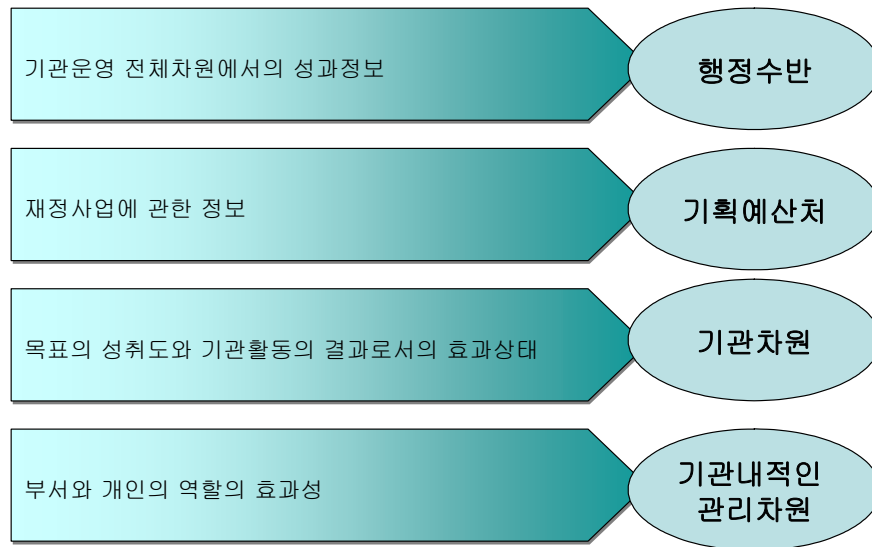 기관운영 전체차원에서의 성과정보
행정수반
재정사업에 관한 정보
기획예산처
목표의 성취도와 기관활동의 결과로서의 효과상태
기관차원
부서와 개인의 역할의 효과성
기관내적인
관리차원